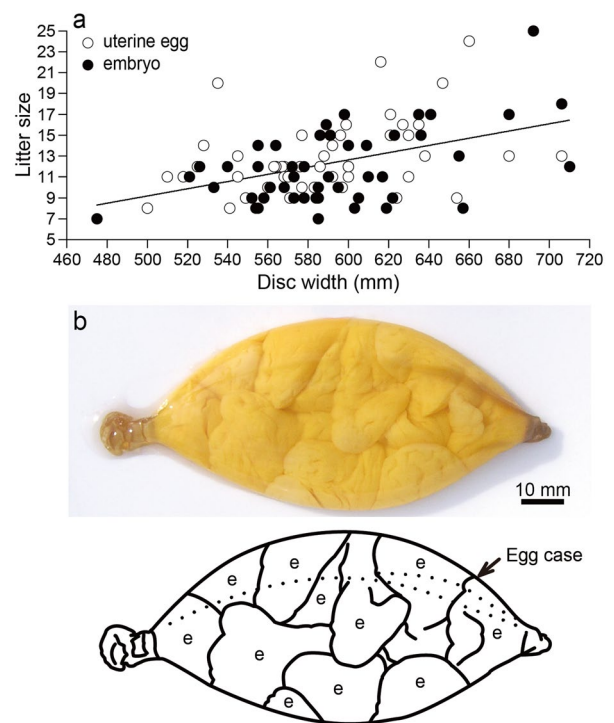 a
25
23
21
19
17
15
13
11
9
7
5
Litter size
uterine egg
embryo
460 480 500 520 540 560 580 600 620 640 660 680 700 720
Disc width (mm)
b
10 mm
Egg case
e e e
e
e e
e e
e e
e